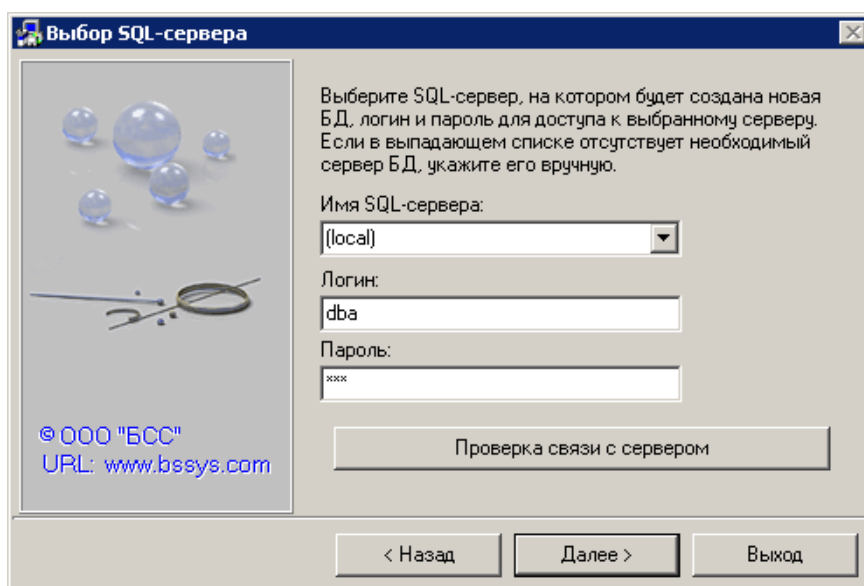 Выбор SQL-сервера
Выберите SQL-сервер, на котором будет создана новая
БД, логин и пароль для доступа к выбранному серверу.
Если в выпадающем списке отсутствует необходимый
сервер БД, укажите его вручную.
Имя SQL-сервера:
(local)
Логин:
dba
Пароль:
***
Проверка связи с сервером
© ООО "БСС"
URL: www.bssys.com
< Назад
Далее >
Выход